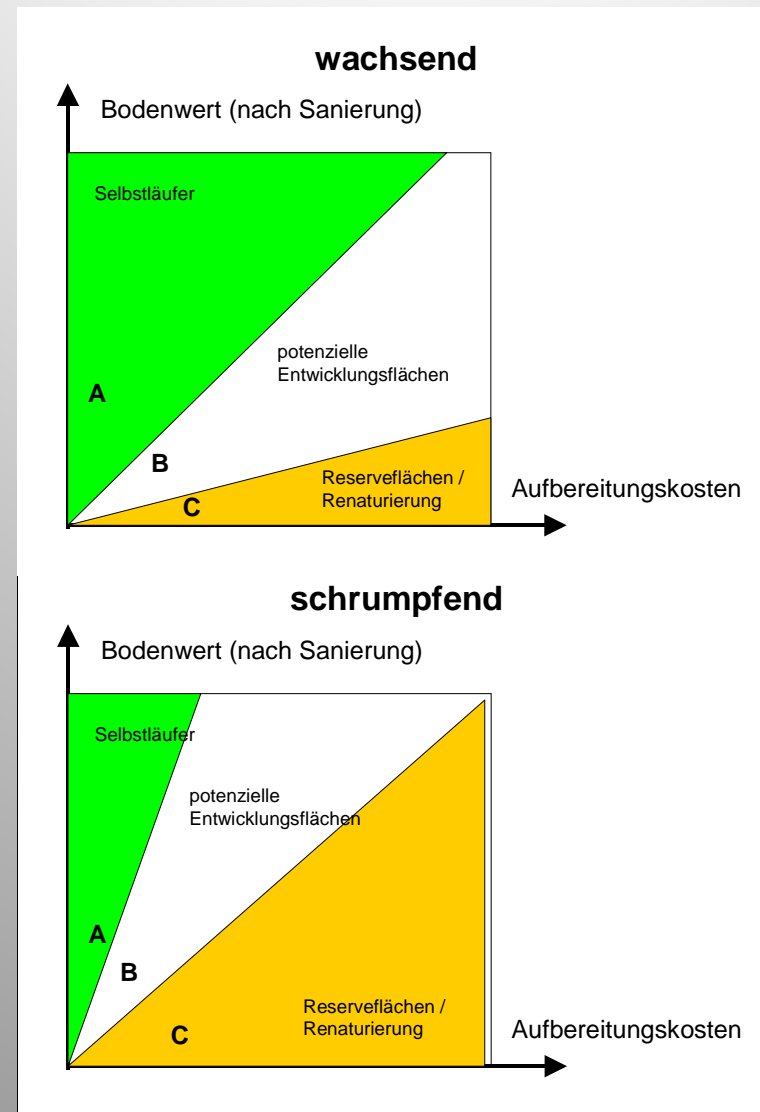 wachsend
Bodenwert (nach Sanierung)
Selbstläufer
potenzielle
Entwicklungsflächen
A
B
Reserveflächen /
Renaturierung
C
Aufbereitungskosten
schrumpfend
Bodenwert (nach Sanierung)
Selbstläufer
potenzielle
Entwicklungsflächen
A
B
Reserveflächen /
Renaturierung
C
Aufbereitungskosten